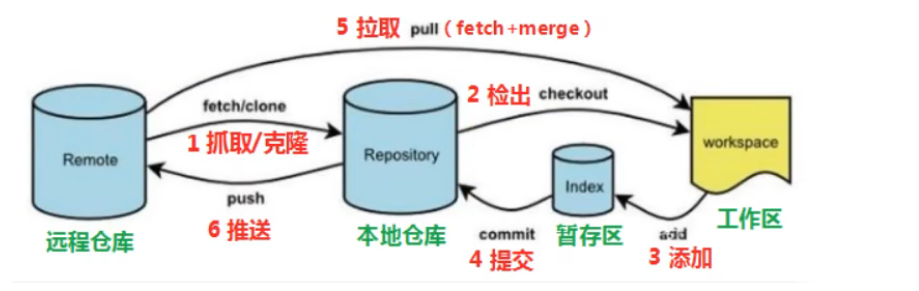 5 拉取 pull ( fetch+merge )
fetch/clone
1 抓取/克隆
2 检出 checkout
Remote
Repository
workspace
Index
push
6 推送
commit
4 提交
add
3 添加
远程仓库
本地仓库
暂存区
工作区